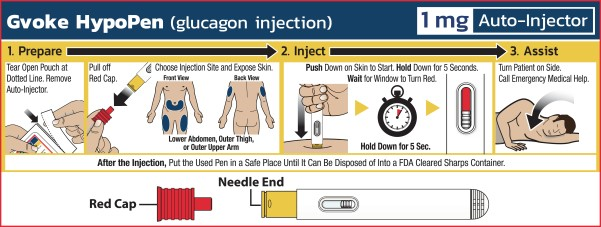 Gvoke HypoPen (glucagon injection)
1 mg Auto-Injector
1. Prepare
2. Inject
3. Assist
Tear Open Pouch at
Dotted Line. Remove
Auto-Injector.
Pull off
Red Cap.
Choose Injection Site and Expose Skin.
Front View
Back View
Lower Abdomen, Outer Thigh,
or Outer Upper Arm
Push Down on Skin to Start. Hold Down for 5 Seconds.
Wait for Window to Turn Red.
Hold Down for 5 Sec.
Turn Patient on Side.
Call Emergency Medical Help.
After the Injection, Put the Used Pen in a Safe Place Until It Can Be Disposed of Into a FDA Cleared Sharps Container.
Needle End
Red Cap